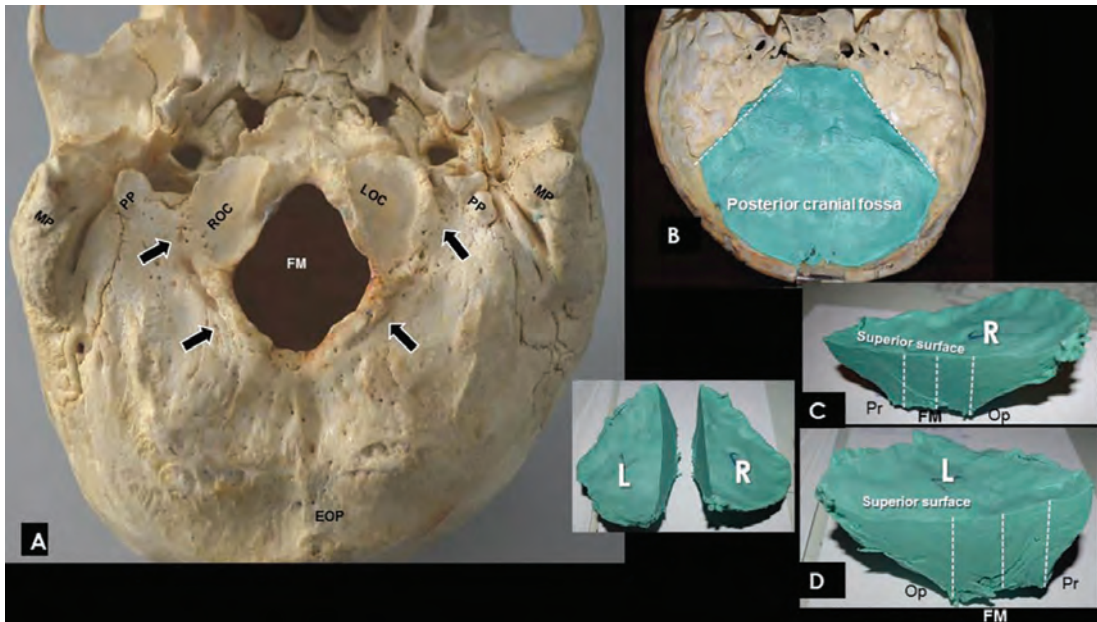 MP
PP
ROC
LOC
PP
MP
FM
EOP
A
Posterior cranial fossa
B
L
R
R
Superior surface
Pr
FM
Op
C
L
Superior surface
Op
Pr
FM
D